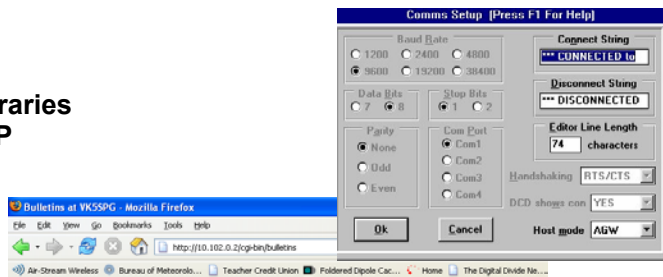 raries
P
Comms Setup [Press F1 For Help]
Baud Rate
1200 2400 4800
9600 19200 38400
Data Bits
7 8
Stop Bits
1 2
Parity
None
Odd
Even
Com Port
Com1
Com2
Com3
Com4
Connect String
*** CONNECTED to
Disconnect String
*** DISCONNECTED
Editor Line Length
74 characters
Handshaking RTS/CTS
DCD shows con YES
Ok Cancel Host mode AGW
Bulletins at VK5SPG - Mozilla Firefox
File Edit View Go Bookmarks Tools Help
http://10.102.0.2/cgi-bin/bulletins
Air-Stream Wireless Bureau of Meteorolo... Teacher Credit Union Foldered Dipole Cac... Home The Digital Divide Ne...